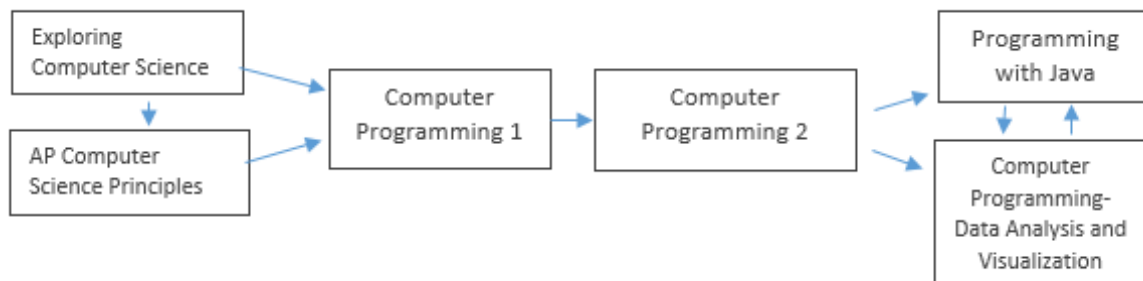 Exploring
Computer Science
AP Computer
Science Principles
Computer
Programming 1
Computer
Programming 2
Programming
with Java
Computer
Programming-
Data Analysis and
Visualization